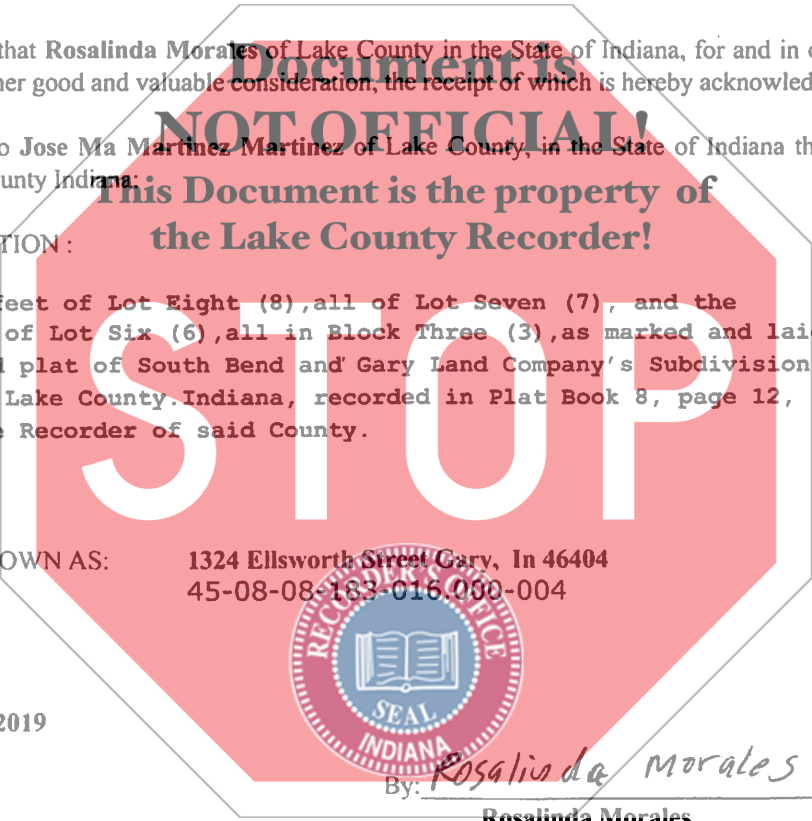 that Rosalinda Morales of Lake County in the State of Indiana, for and in
her good and valuable consideration, the receipt of which is hereby acknowled
Document is
NOT OFFICIAL!
This Document is the property of
the Lake County Recorder!
o Jose Ma Martinez Martinez of Lake County, in the State of Indiana th
unty Indiana:
TION :
feet of Lot Eight (8),all of Lot Seven (7), and the
of Lot Six (6),all in Block Three (3),as marked and laid
plat of South Bend and Gary Land Company's Subdivision
Lake County.Indiana, recorded in Plat Book 8, page 12,
e Recorder of said County.
STOP
OWN AS: 1324 Ellsworth Street Gary, In 46404
45-08-08-183-016.000-004
RECORDER'S OFFICE
SEAL
INDIANA
2019
By: Rosalinda Morales
Rosalinda Morales